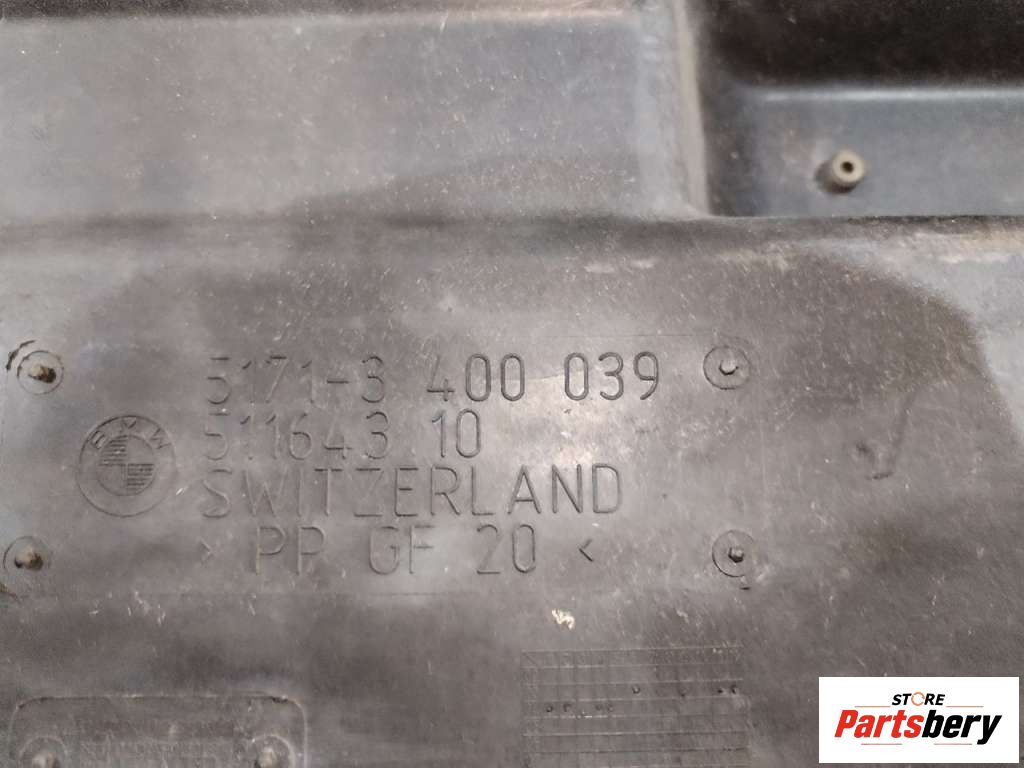 5171-3 400 039
511643 10
BMW
SWITZERLAND
> PP GF 20 <
STORE
Partsbery